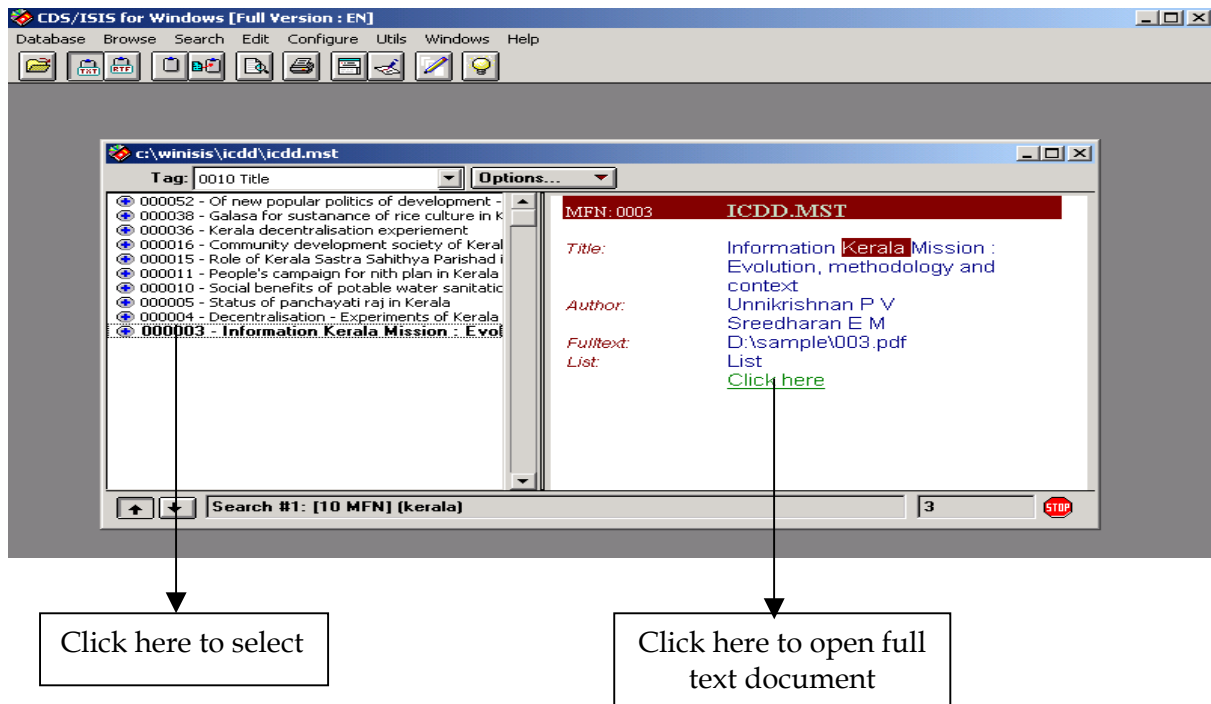 CDS/ISIS for Windows [Full Version : EN]
Database Browse Search Edit Configure Utils Windows Help
TXT RTF
c:\winisis\icdd\icdd.mst
Tag: 0010 Title Options...
000052 - Of new popular politics of development -
000038 - Galasa for sustanance of rice culture in K
000036 - Kerala decentralisation experiement
000016 - Community development society of Keral
000015 - Role of Kerala Sastra Sahithya Parishad i
000011 - People's campaign for nith plan in Kerala
000010 - Social benefits of potable water sanitatic
000005 - Status of panchayati raj in Kerala
000004 - Decentralisation - Experiments of Kerala
000003 - Information Kerala Mission : Evol
MFN: 0003 ICDD.MST
Title: Information Kerala Mission :
Evolution, methodology and
context
Author: Unnikrishnan P V
Sreedharan E M
Fulltext: D:\sample\003.pdf
List: List
Click here
Search #1: [10 MFN] (kerala) 3 STOP
Click here to select
Click here to open full
text document